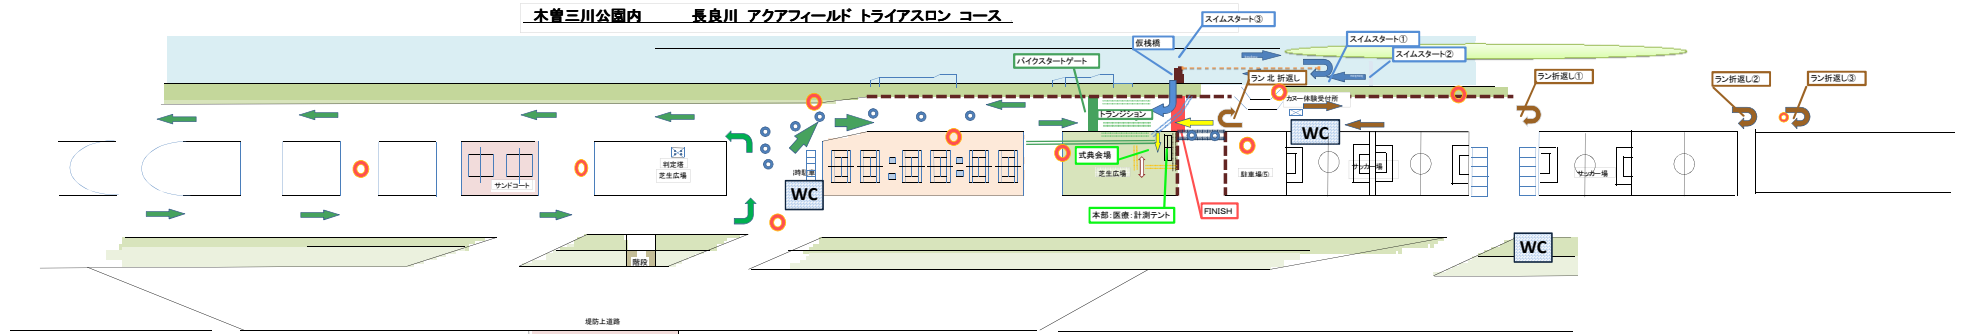 木曽三川公園内　　長良川 アクアフィールド トライアスロン コース
スイムスタート③
仮桟橋
スイムスタート①
スイムスタート②
バイクスタートゲート
ラン 北 折返し
ラン折返し①
ラン折返し②
ラン折返し③
カヌー体験受付所
トランジション
WC
判定塔
芝生広場
サンドコート
WC
式典会場
芝生広場
駐車場⑤
サッカー場
サッカー場
本部：医療：計測テント
FINISH
WC
階段
堤防上道路